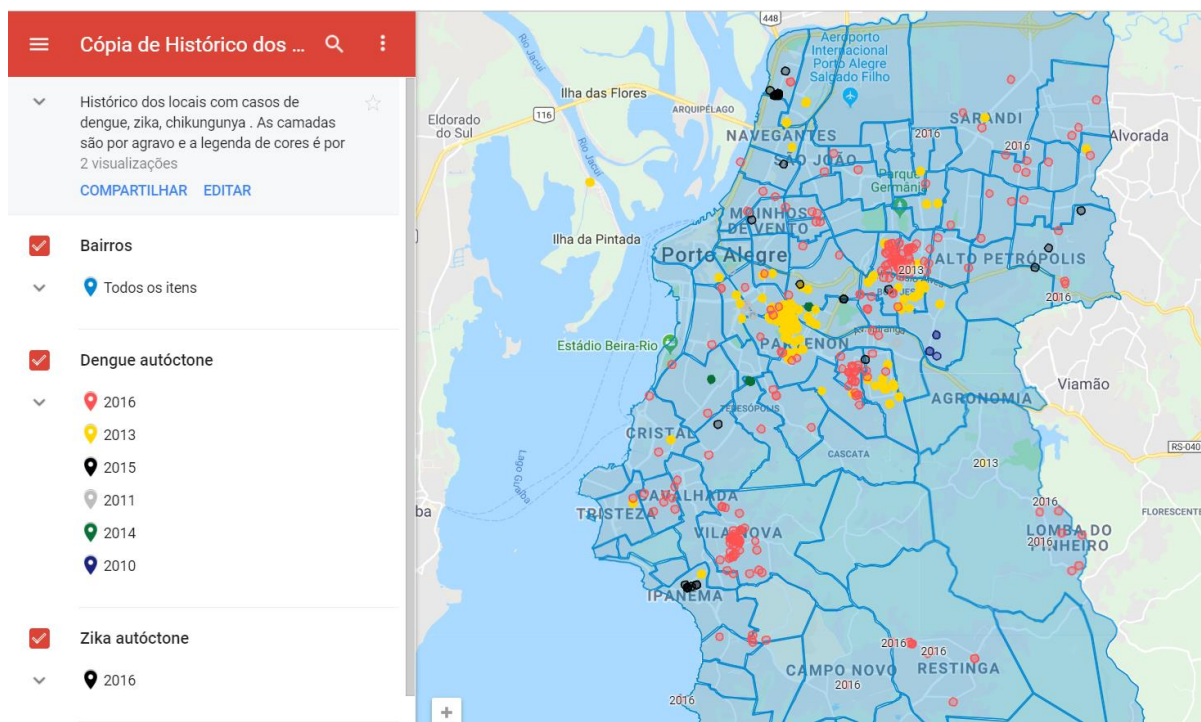 Cópia de Histórico dos ...
Histórico dos locais com casos de
dengue, zika, chikungunya . As camadas
são por agravo e a legenda de cores é por
2 visualizações
COMPARTILHAR EDITAR
Bairros
Todos os itens
Dengue autóctone
2016
2013
2015
2011
2014
2010
Zika autóctone
2016
448
Aeroporto
Internacional
Porto Alegre
Salgado Filho
Rio Jacuí
Ilha das Flores
116
ARQUIPÉLAGO
Eldorado
do Sul
Rio Jacuí
NAVEGANTES
SARANDI
2016
2016
Alvorada
SÃO JOÃO
Parque
Germânia
MOINHOS
DE VENTO
Ilha da Pintada
Porto Alegre
ALTO PETRÓPOLIS
2013
2016
Estádio Beira-Rio
PARTENON
Viamão
AGRONOMIA
TERESÓPOLIS
CRISTAL
CASCATA
2013
RS-040
Lago Guaíba
ba
CAVALHADA
TRISTEZA
2016
FLORESCENTE
VILA NOVA
LOMBA DO
PINHEIRO
2016
IPANEMA
2016
2016
CAMPO NOVO
RESTINGA
2016
2016
+